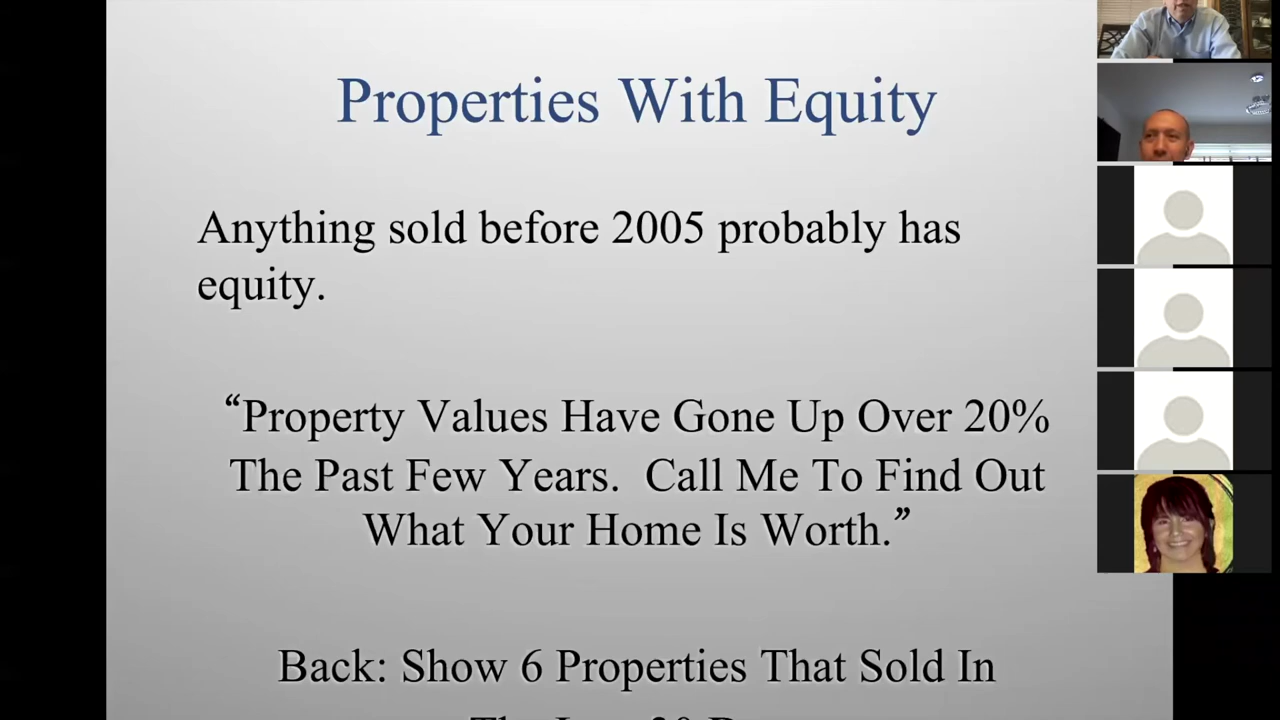 Properties With Equity
Anything sold before 2005 probably has
equity.
“Property Values Have Gone Up Over 20%
The Past Few Years.  Call Me To Find Out
What Your Home Is Worth.”
Back: Show 6 Properties That Sold In